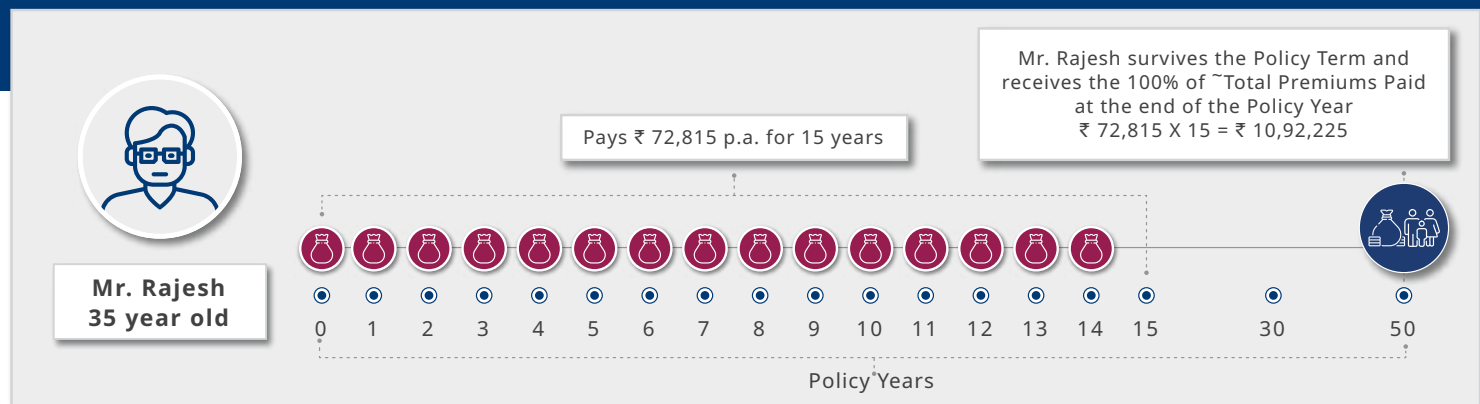 Mr. Rajesh survives the Policy Term and
receives the 100% of ~Total Premiums Paid
at the end of the Policy Year
₹ 72,815 X 15 = ₹ 10,92,225
Pays ₹ 72,815 p.a. for 15 years
Mr. Rajesh
35 year old
0 1 2 3 4 5 6 7 8 9 10 11 12 13 14 15 30 50
Policy Years